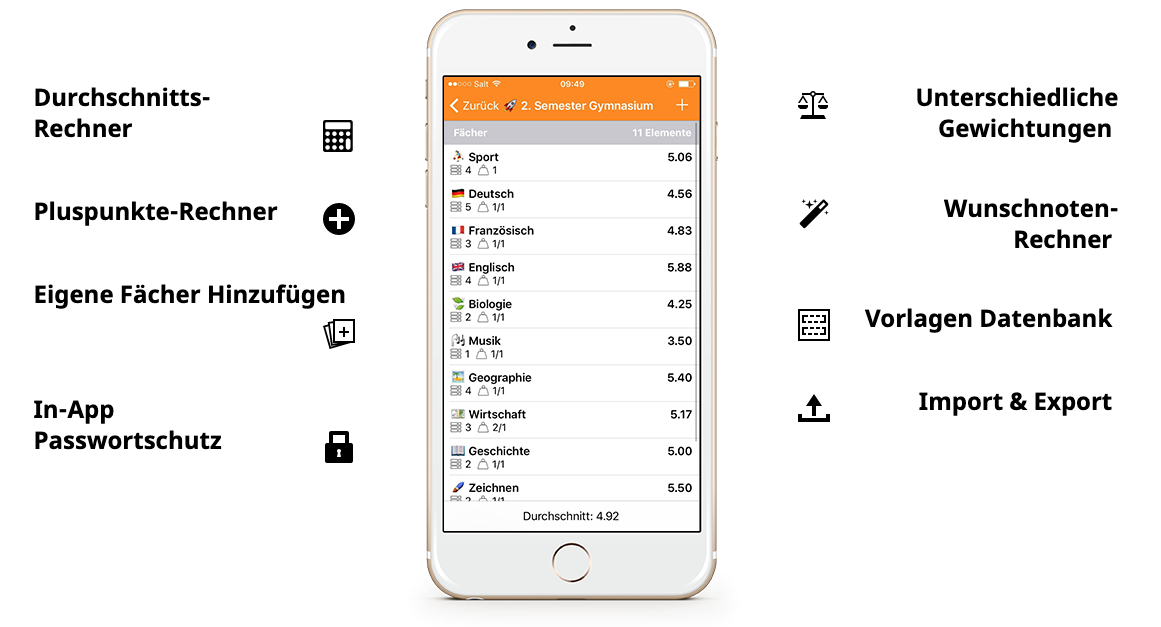 Durchschnitts-
Rechner
Pluspunkte-Rechner
Eigene Fächer Hinzufügen
In-App
Passwortschutz
Salt 09:49
Zurück 2. Semester Gymnasium +
Fächer 11 Elemente
Sport 5.06
4 1
Deutsch 4.56
5 1/1
Französisch 4.83
3 1/1
Englisch 5.88
4 1/1
Biologie 4.25
2 1/1
Musik 3.50
1 1/1
Geographie 5.40
4 1/1
Wirtschaft 5.17
3 2/1
Geschichte 5.00
2 1/1
Zeichnen 5.50
Durchschnitt: 4.92
Unterschiedliche
Gewichtungen
Wunschnoten-
Rechner
Vorlagen Datenbank
Import & Export